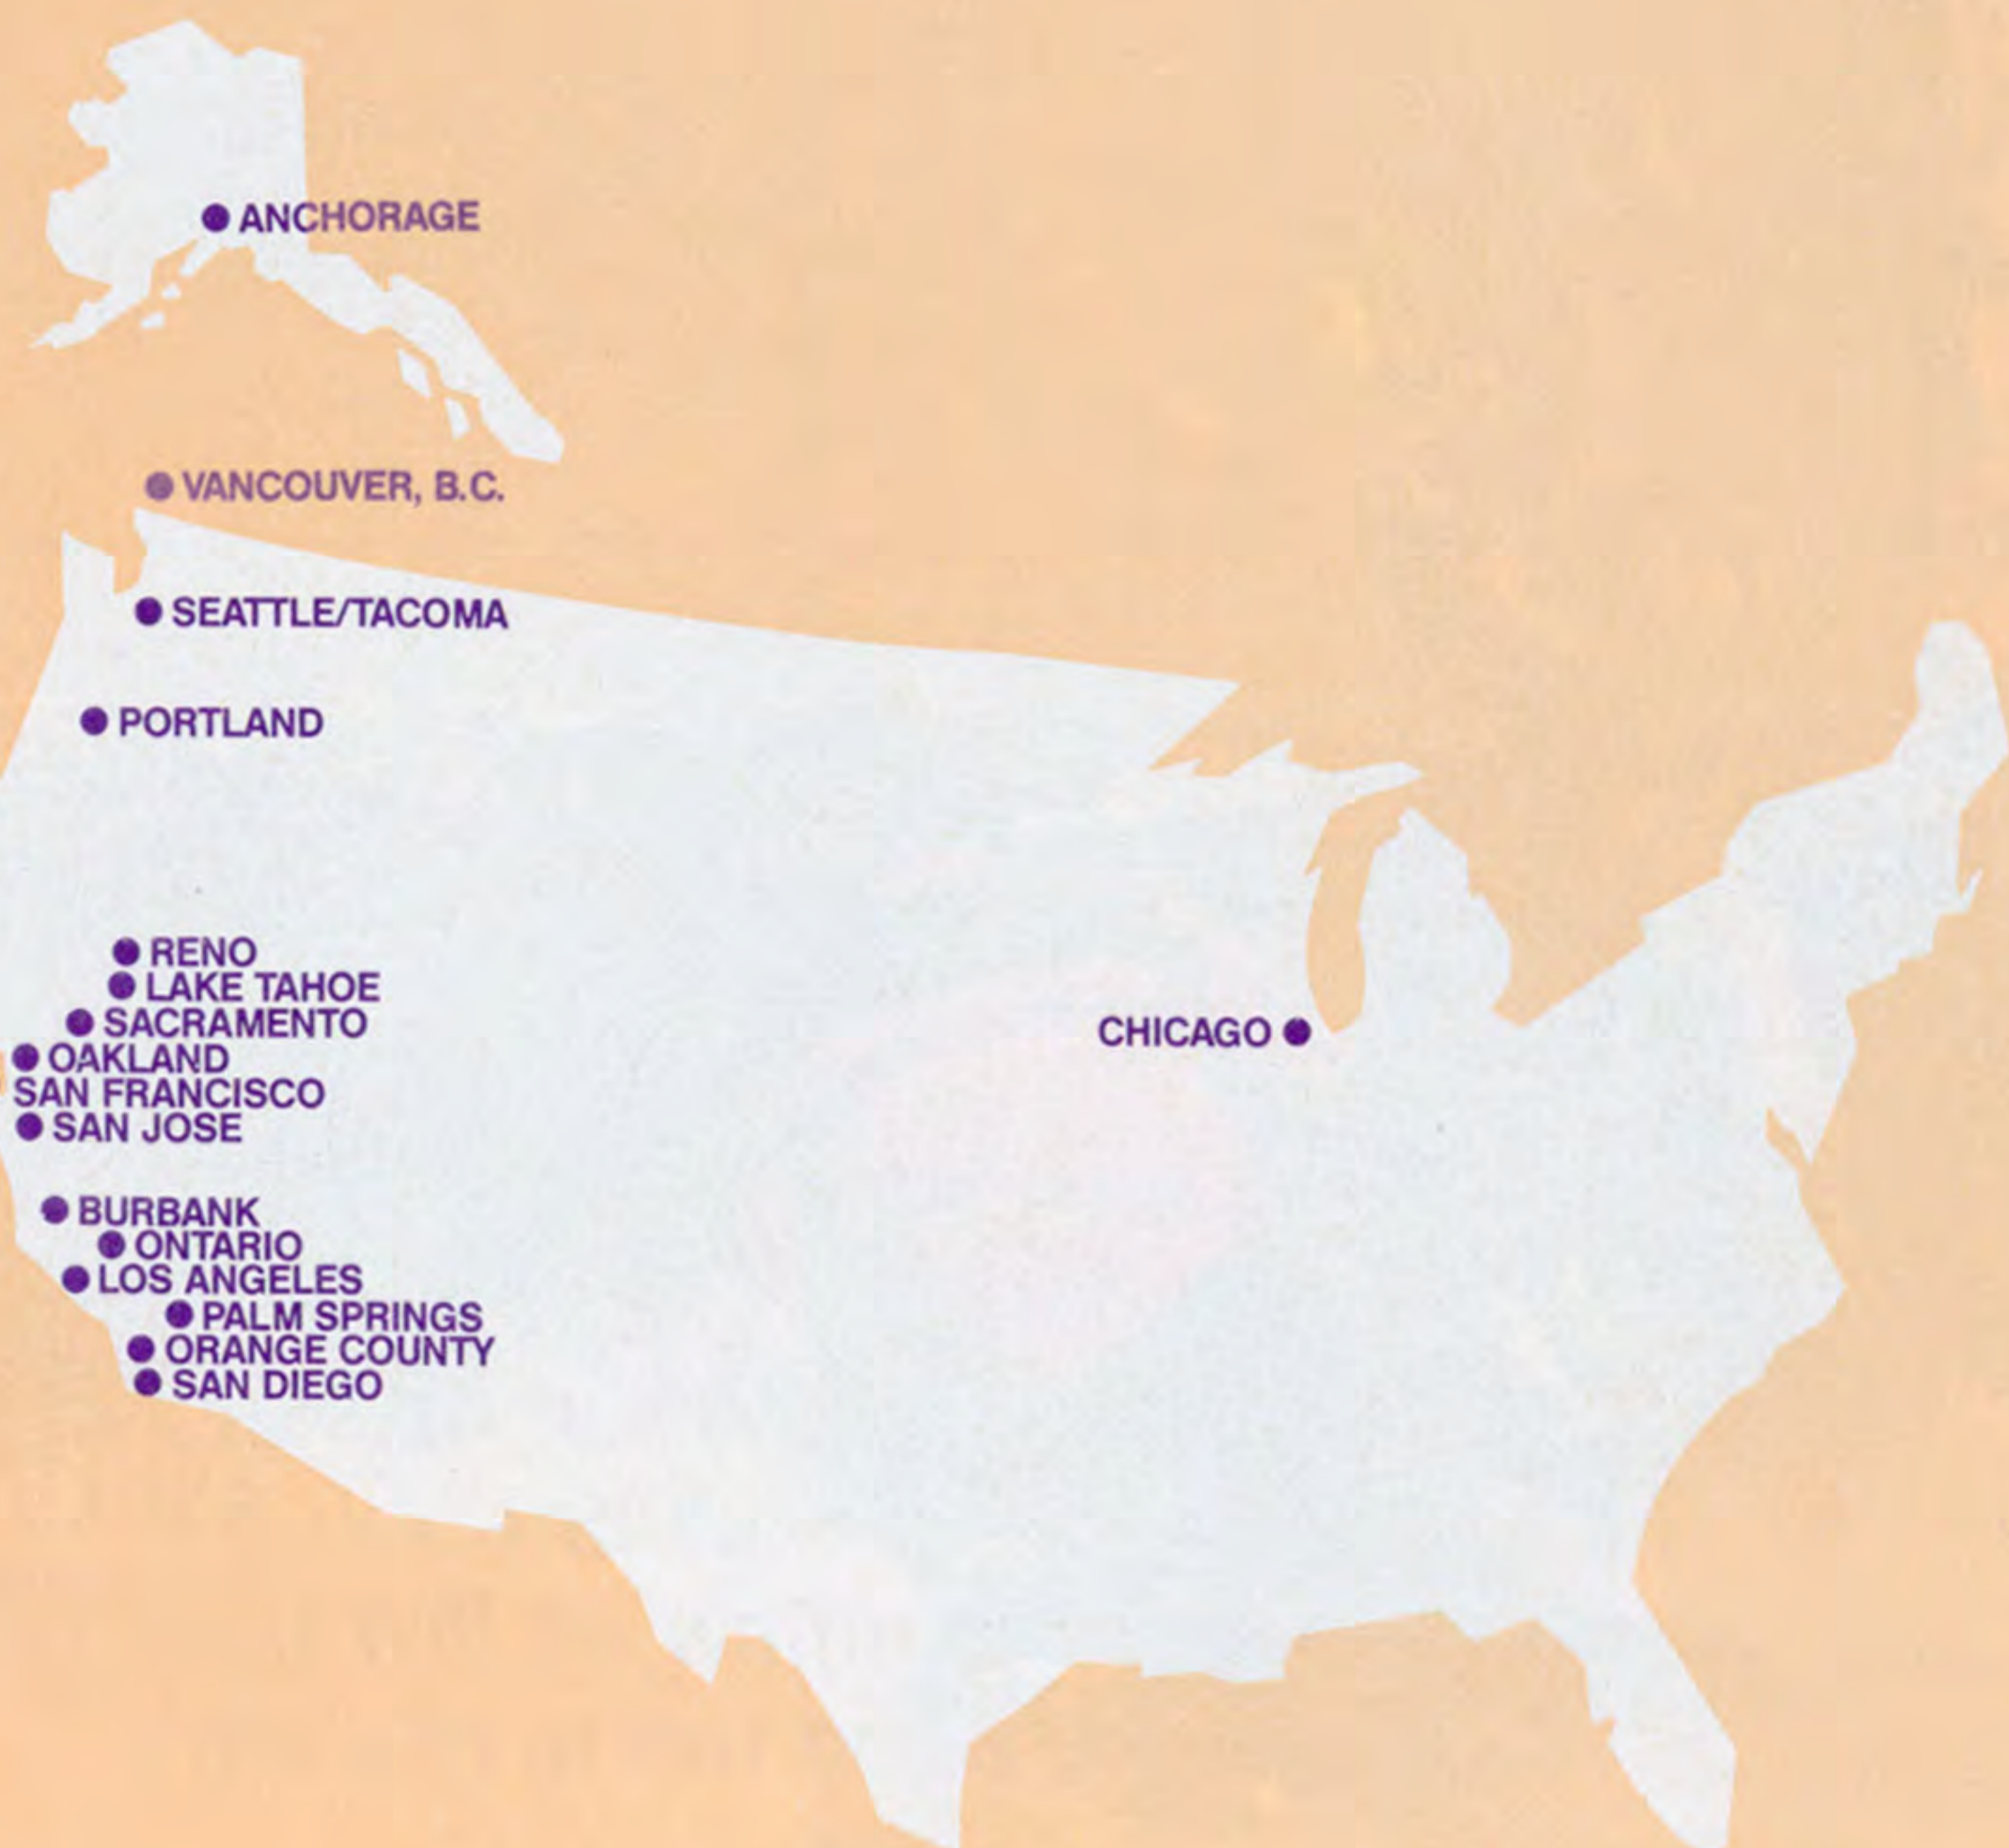 ANCHORAGE
VANCOUVER, B.C.
SEATTLE/TACOMA
PORTLAND
RENO
LAKE TAHOE
SACRAMENTO
CHICAGO
OAKLAND
SAN FRANCISCO
SAN JOSE
BURBANK
ONTARIO
LOS ANGELES
PALM SPRINGS
ORANGE COUNTY
SAN DIEGO